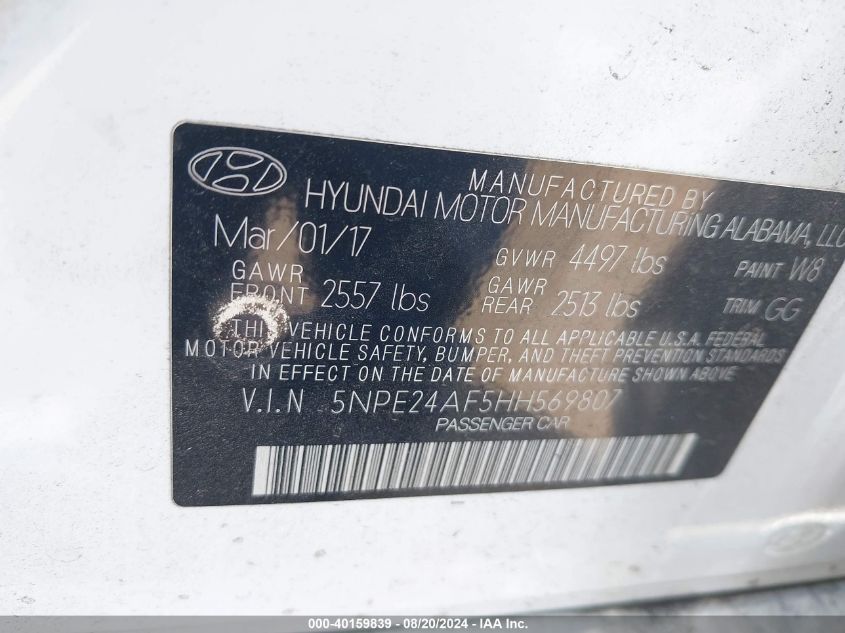 MANUFACTURED BY
HYUNDAI MOTOR MANUFACTURING ALABAMA, LLC
Mar/01/17
GAWR FRONT 2557 lbs
GVWR 4497 lbs
GAWR REAR 2513 lbs
PAINT W8
TRIM GG
THIS VEHICLE CONFORMS TO ALL APPLICABLE U.S.A. FEDERAL
MOTOR VEHICLE SAFETY, BUMPER, AND THEFT PREVENTION STANDARDS
IN EFFECT ON THE DATE OF MANUFACTURE SHOWN ABOVE
V.I.N 5NPE24AF5HH569807
PASSENGER CAR
000-40159839 - 08/20/2024 - IAA Inc.